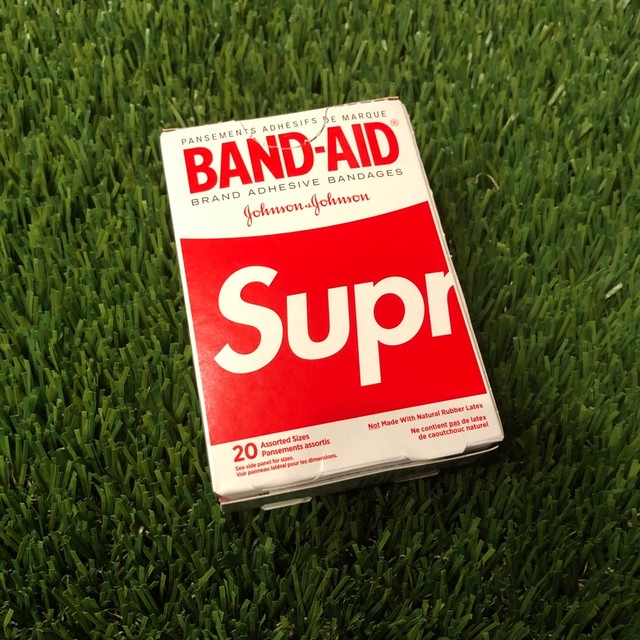 PANSEMENTS ADHÉSIFS DE MARQUE
BAND-AID®
BRAND ADHESIVE BANDAGES
Johnson & Johnson
Supr
20 Assorted Sizes
Pansements assortis
See side panel for sizes.
Voir panneau latéral pour les dimensions.
Not Made With Natural Rubber Latex
Ne contient pas de latex
de caoutchouc naturel